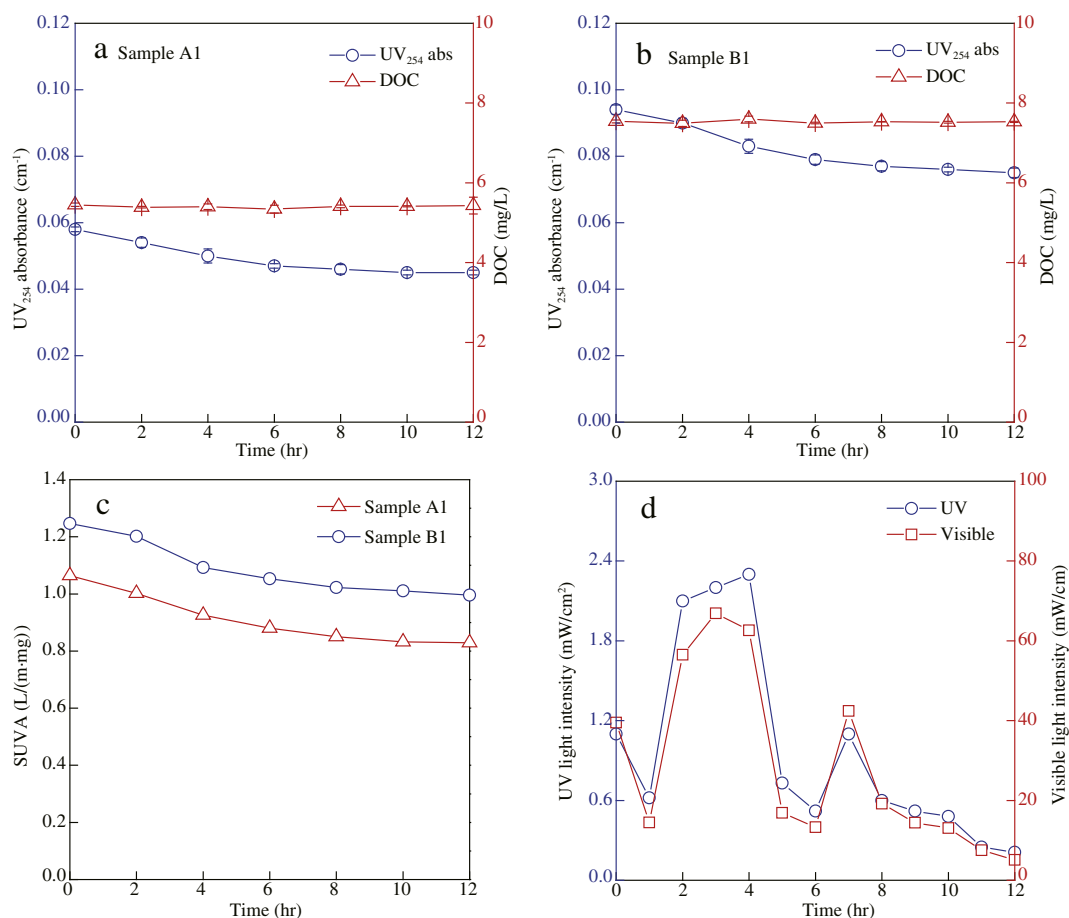 a Sample A1
UV254 abs
DOC
0.12
0.10
0.08
0.06
0.04
0.02
0.00
UV254 absorbance (cm-1)
10
8
6
4
2
0
DOC (mg/L)
0 2 4 6 8 10 12
Time (hr)
b Sample B1
UV254 abs
DOC
0.12
0.10
0.08
0.06
0.04
0.02
0.00
UV254 absorbance (cm-1)
10
8
6
4
2
0
DOC (mg/L)
0 2 4 6 8 10 12
Time (hr)
c
Sample A1
Sample B1
1.4
1.2
1.0
0.8
0.6
0.4
0.2
0.0
SUVA (L/(m·mg))
0 2 4 6 8 10 12
Time (hr)
d
UV
Visible
3.0
2.4
1.8
1.2
0.6
0.0
UV light intensity (mW/cm2)
100
80
60
40
20
0
Visible light intensity (mW/cm)
0 2 4 6 8 10 12
Time (hr)